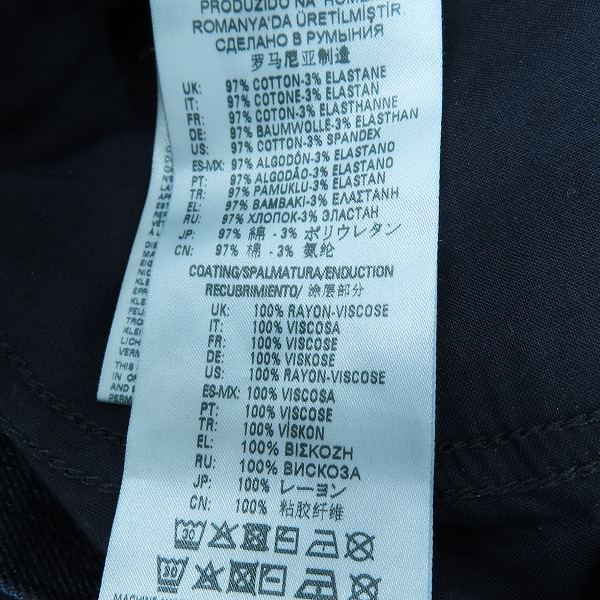 PRODUZIDO NA
ROMANYA'DA ÜRETİLMİŞTİR
СДЕЛАНО В РУМЫНИЯ
罗马尼亚制造
UK: 97% COTTON-3% ELASTANE
IT: 97% COTONE-3% ELASTAN
FR: 97% COTON-3% ELASTHANNE
DE: 97% BAUMWOLLE-3% ELASTHAN
US: 97% COTTON-3% SPANDEX
ES-MX: 97% ALGODÓN-3% ELASTANO
PT: 97% ALGODÃO-3% ELASTANO
TR: 97% PAMUKLU-3% ELASTAN
EL: 97% ΒΑΜΒΑΚΙ-3% ΕΛΑΣΤΑΝΗ
RU: 97% ХЛОПОК-3% ЭЛАСТАН
JP: 97% 綿 - 3% ポリウレタン
CN: 97% 棉 - 3% 氨纶
COATING/SPALMATURA/ENDUCTION
RECUBRIMIENTO/ 涂层部分
UK: 100% RAYON-VISCOSE
IT: 100% VISCOSA
FR: 100% VISCOSE
DE: 100% VISKOSE
US: 100% RAYON-VISCOSE
ES-MX: 100% VISCOSA
PT: 100% VISCOSE
TR: 100% VİSKON
EL: 100% ΒΙΣΚΟΖΗ
RU: 100% ВИСКОЗА
JP: 100% レーヨン
CN: 100% 粘胶纤维
30
30
MACHINE